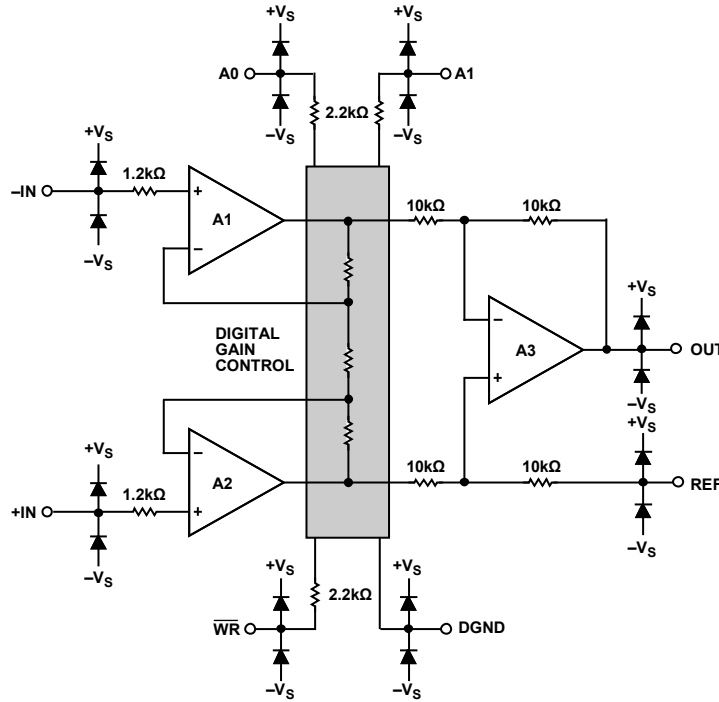 +VS
+VS
A0
A1
2.2kΩ
–VS
–VS
+VS
1.2kΩ
–IN
A1
+
–
–VS
10kΩ
10kΩ
DIGITAL
GAIN
CONTROL
–
A3
+
+VS
OUT
–VS
+VS
1.2kΩ
+IN
–
A2
+
–VS
10kΩ
10kΩ
+VS
REF
–VS
+VS
2.2kΩ
+VS
WR
DGND
–VS
–VS